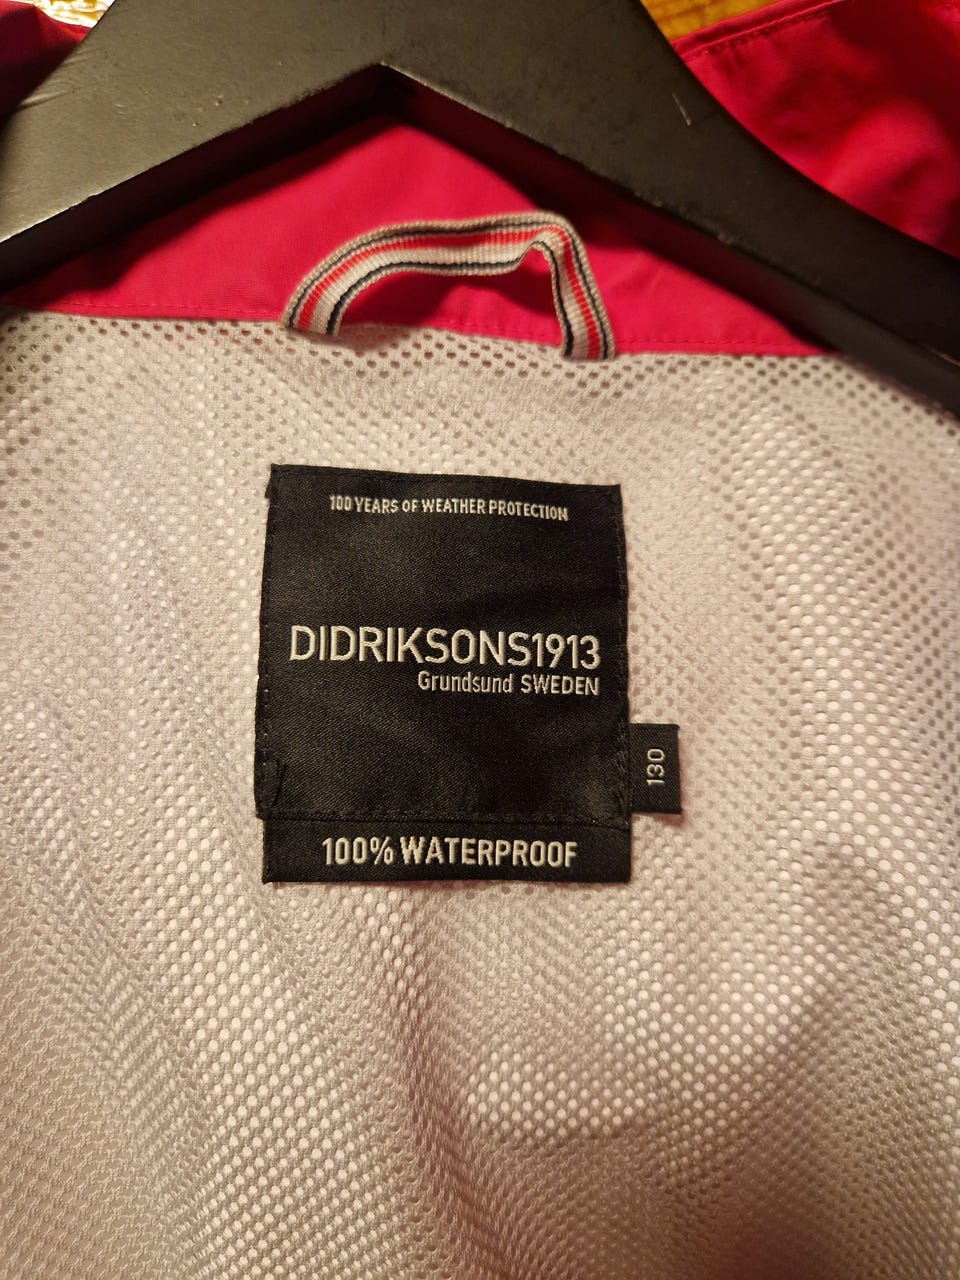 100 YEARS OF WEATHER PROTECTION
DIDRIKSONS1913
Grundsund SWEDEN
130
100% WATERPROOF